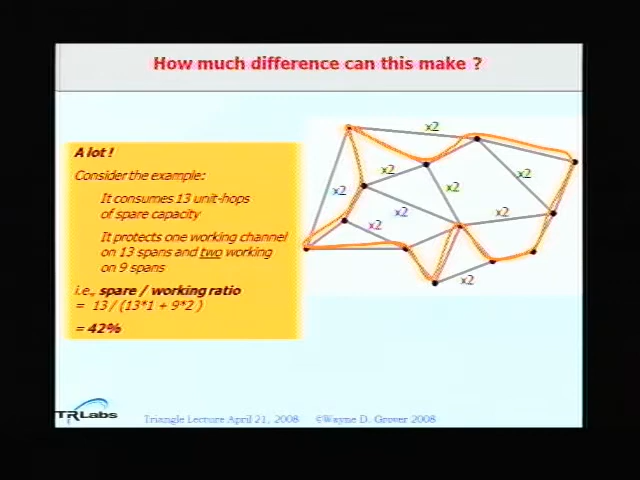 How much difference can this make ?
A lot !
Consider the example:
It consumes 13 unit-hops
of spare capacity
It protects one working channel
on 13 spans and two working
on 9 spans
i.e., spare / working ratio
= 13 / (13*1 + 9*2 )
= 42%
x2
x2
x2
x2
x2
x2
x2
x2
x2
TRLabs
Triangle Lecture April 21, 2008 ©Wayne D. Grover 2008